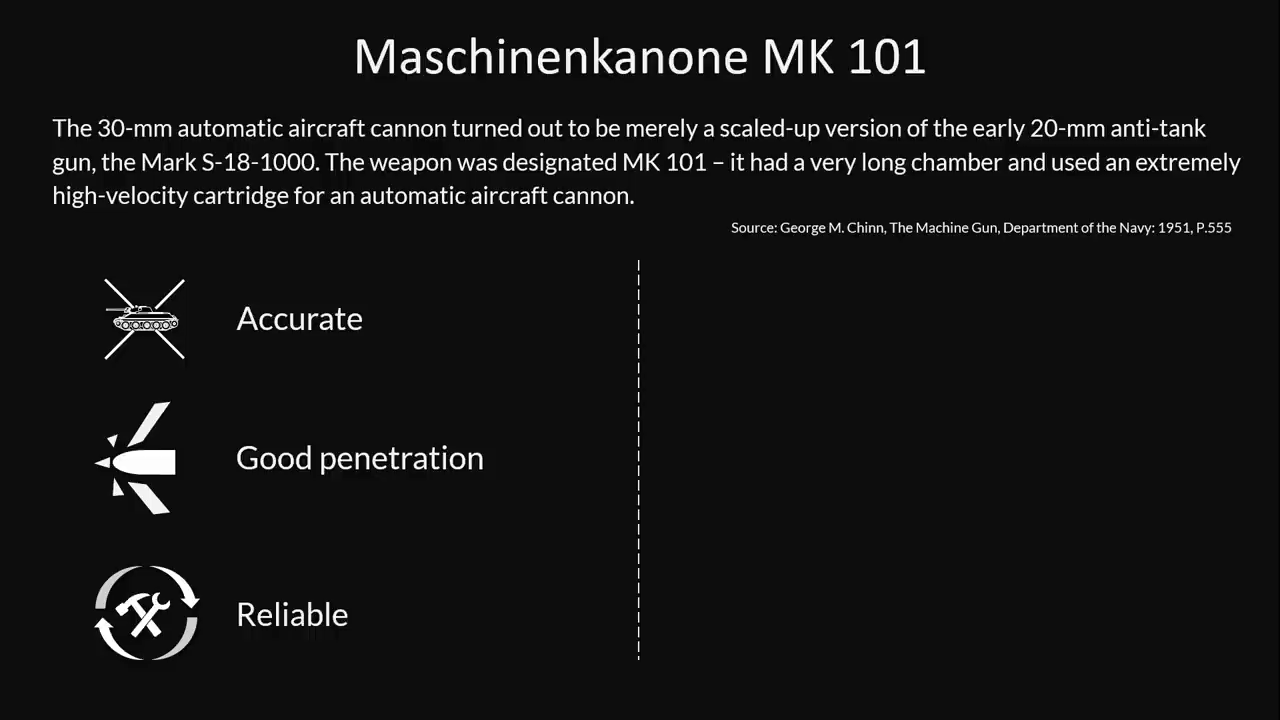 Maschinenkanone MK 101
The 30-mm automatic aircraft cannon turned out to be merely a scaled-up version of the early 20-mm anti-tank
gun, the Mark S-18-1000. The weapon was designated MK 101 – it had a very long chamber and used an extremely
high-velocity cartridge for an automatic aircraft cannon.
Source: George M. Chinn, The Machine Gun, Department of the Navy: 1951, P.555
Accurate
Good penetration
Reliable